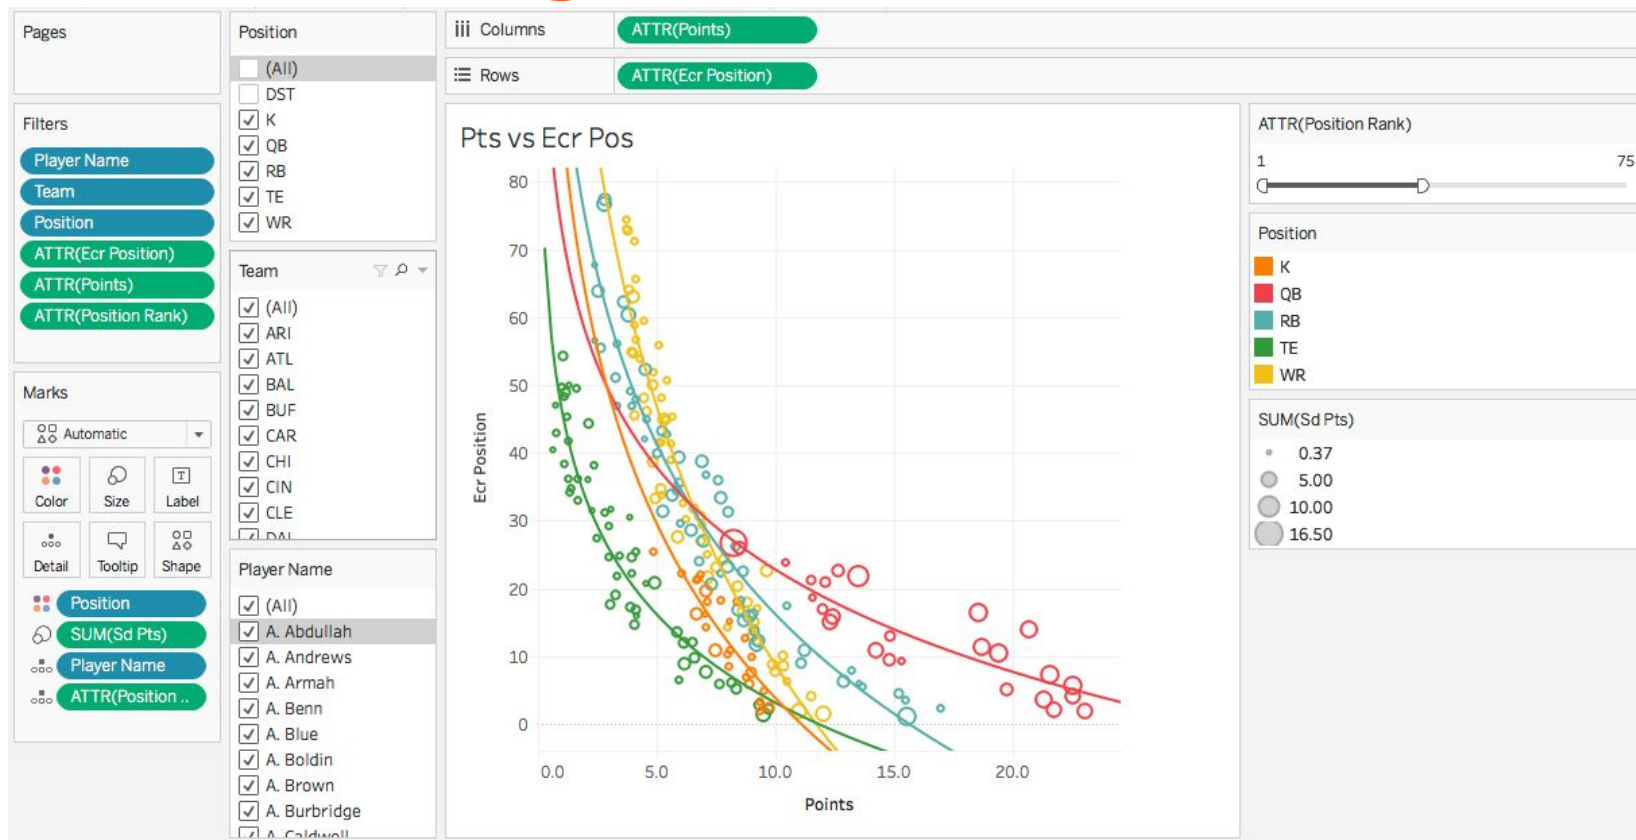 Pages
Filters
Player Name
Team
Position
ATTR(Ecr Position)
ATTR(Points)
ATTR(Position Rank)
Marks
Automatic
Color Size Label
Detail Tooltip Shape
Position
SUM(Sd Pts)
Player Name
ATTR(Position ..
Position
(All)
DST
K
QB
RB
TE
WR
Team
(All)
ARI
ATL
BAL
BUF
CAR
CHI
CIN
CLE
DAL
Player Name
(All)
A. Abdullah
A. Andrews
A. Armah
A. Benn
A. Blue
A. Boldin
A. Brown
A. Burbridge
A. Caldwell
Columns ATTR(Points)
Rows ATTR(Ecr Position)
Pts vs Ecr Pos
80
70
60
50
40
30
20
10
0
Ecr Position
0.0 5.0 10.0 15.0 20.0
Points
ATTR(Position Rank)
1 75
Position
K
QB
RB
TE
WR
SUM(Sd Pts)
0.37
5.00
10.00
16.50